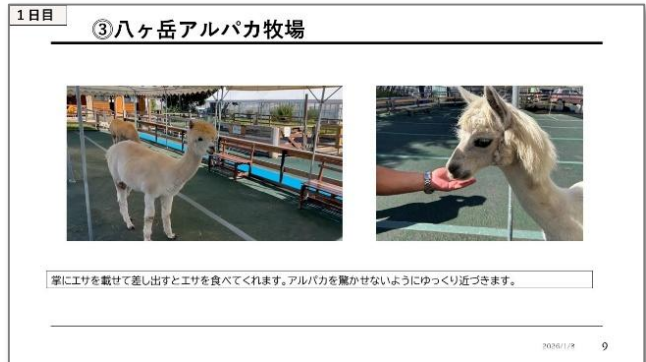 1日目
③八ヶ岳アルパカ牧場
掌にエサを載せて差し出すとエサを食べてくれます。アルパカを驚かせないようにゆっくり近づきます。
2026/1/8
9